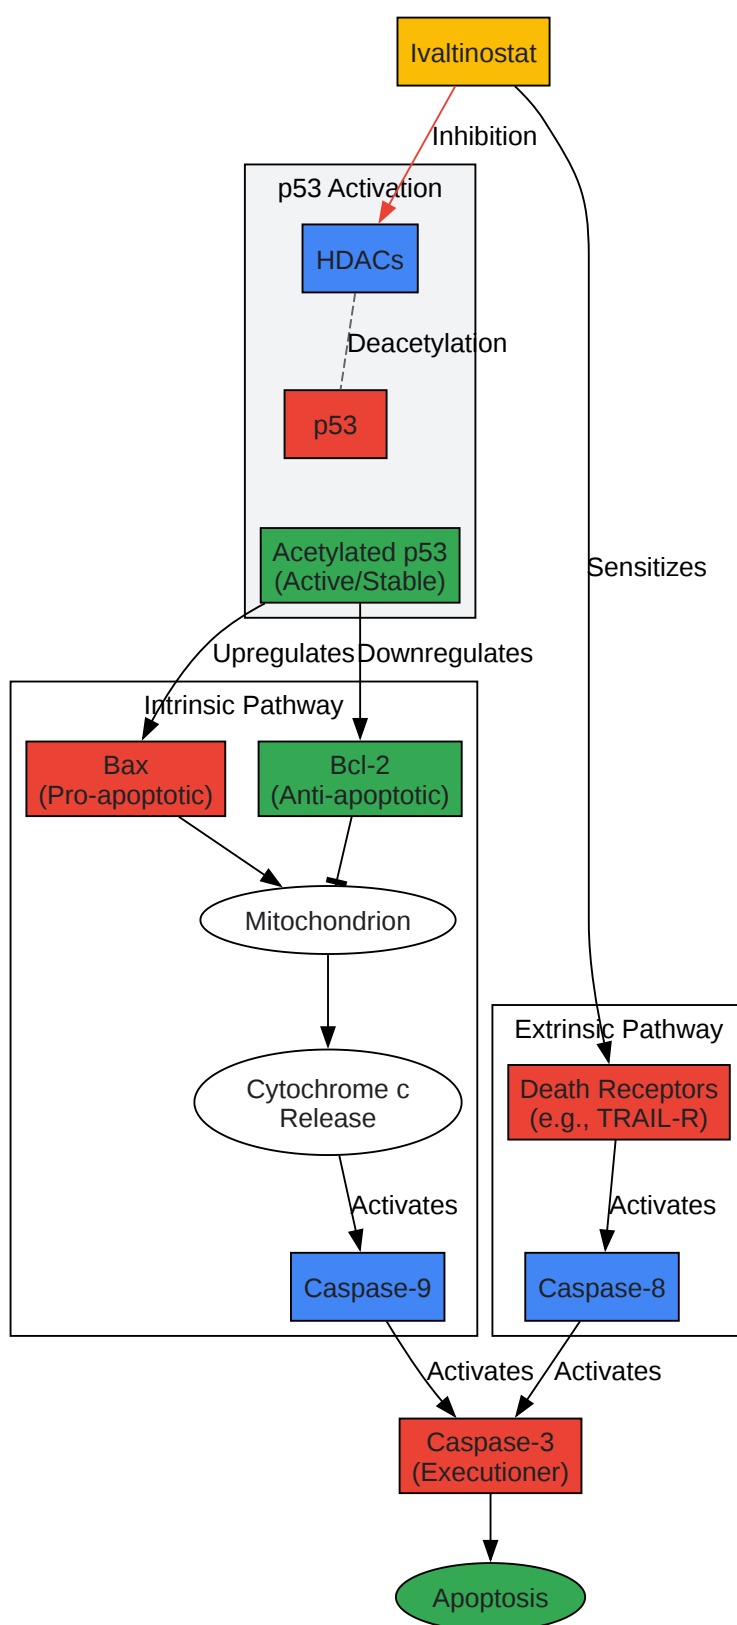 Ivaltinostat
Inhibition
p53 Activation
HDACs
Deacetylation
p53
Acetylated p53
(Active/Stable)
Sensitizes
Upregulates
Downregulates
Intrinsic Pathway
Bax
(Pro-apoptotic)
Bcl-2
(Anti-apoptotic)
Mitochondrion
Extrinsic Pathway
Cytochrome c
Release
Death Receptors
(e.g., TRAIL-R)
Activates
Activates
Caspase-9
Caspase-8
Activates
Activates
Caspase-3
(Executioner)
Apoptosis